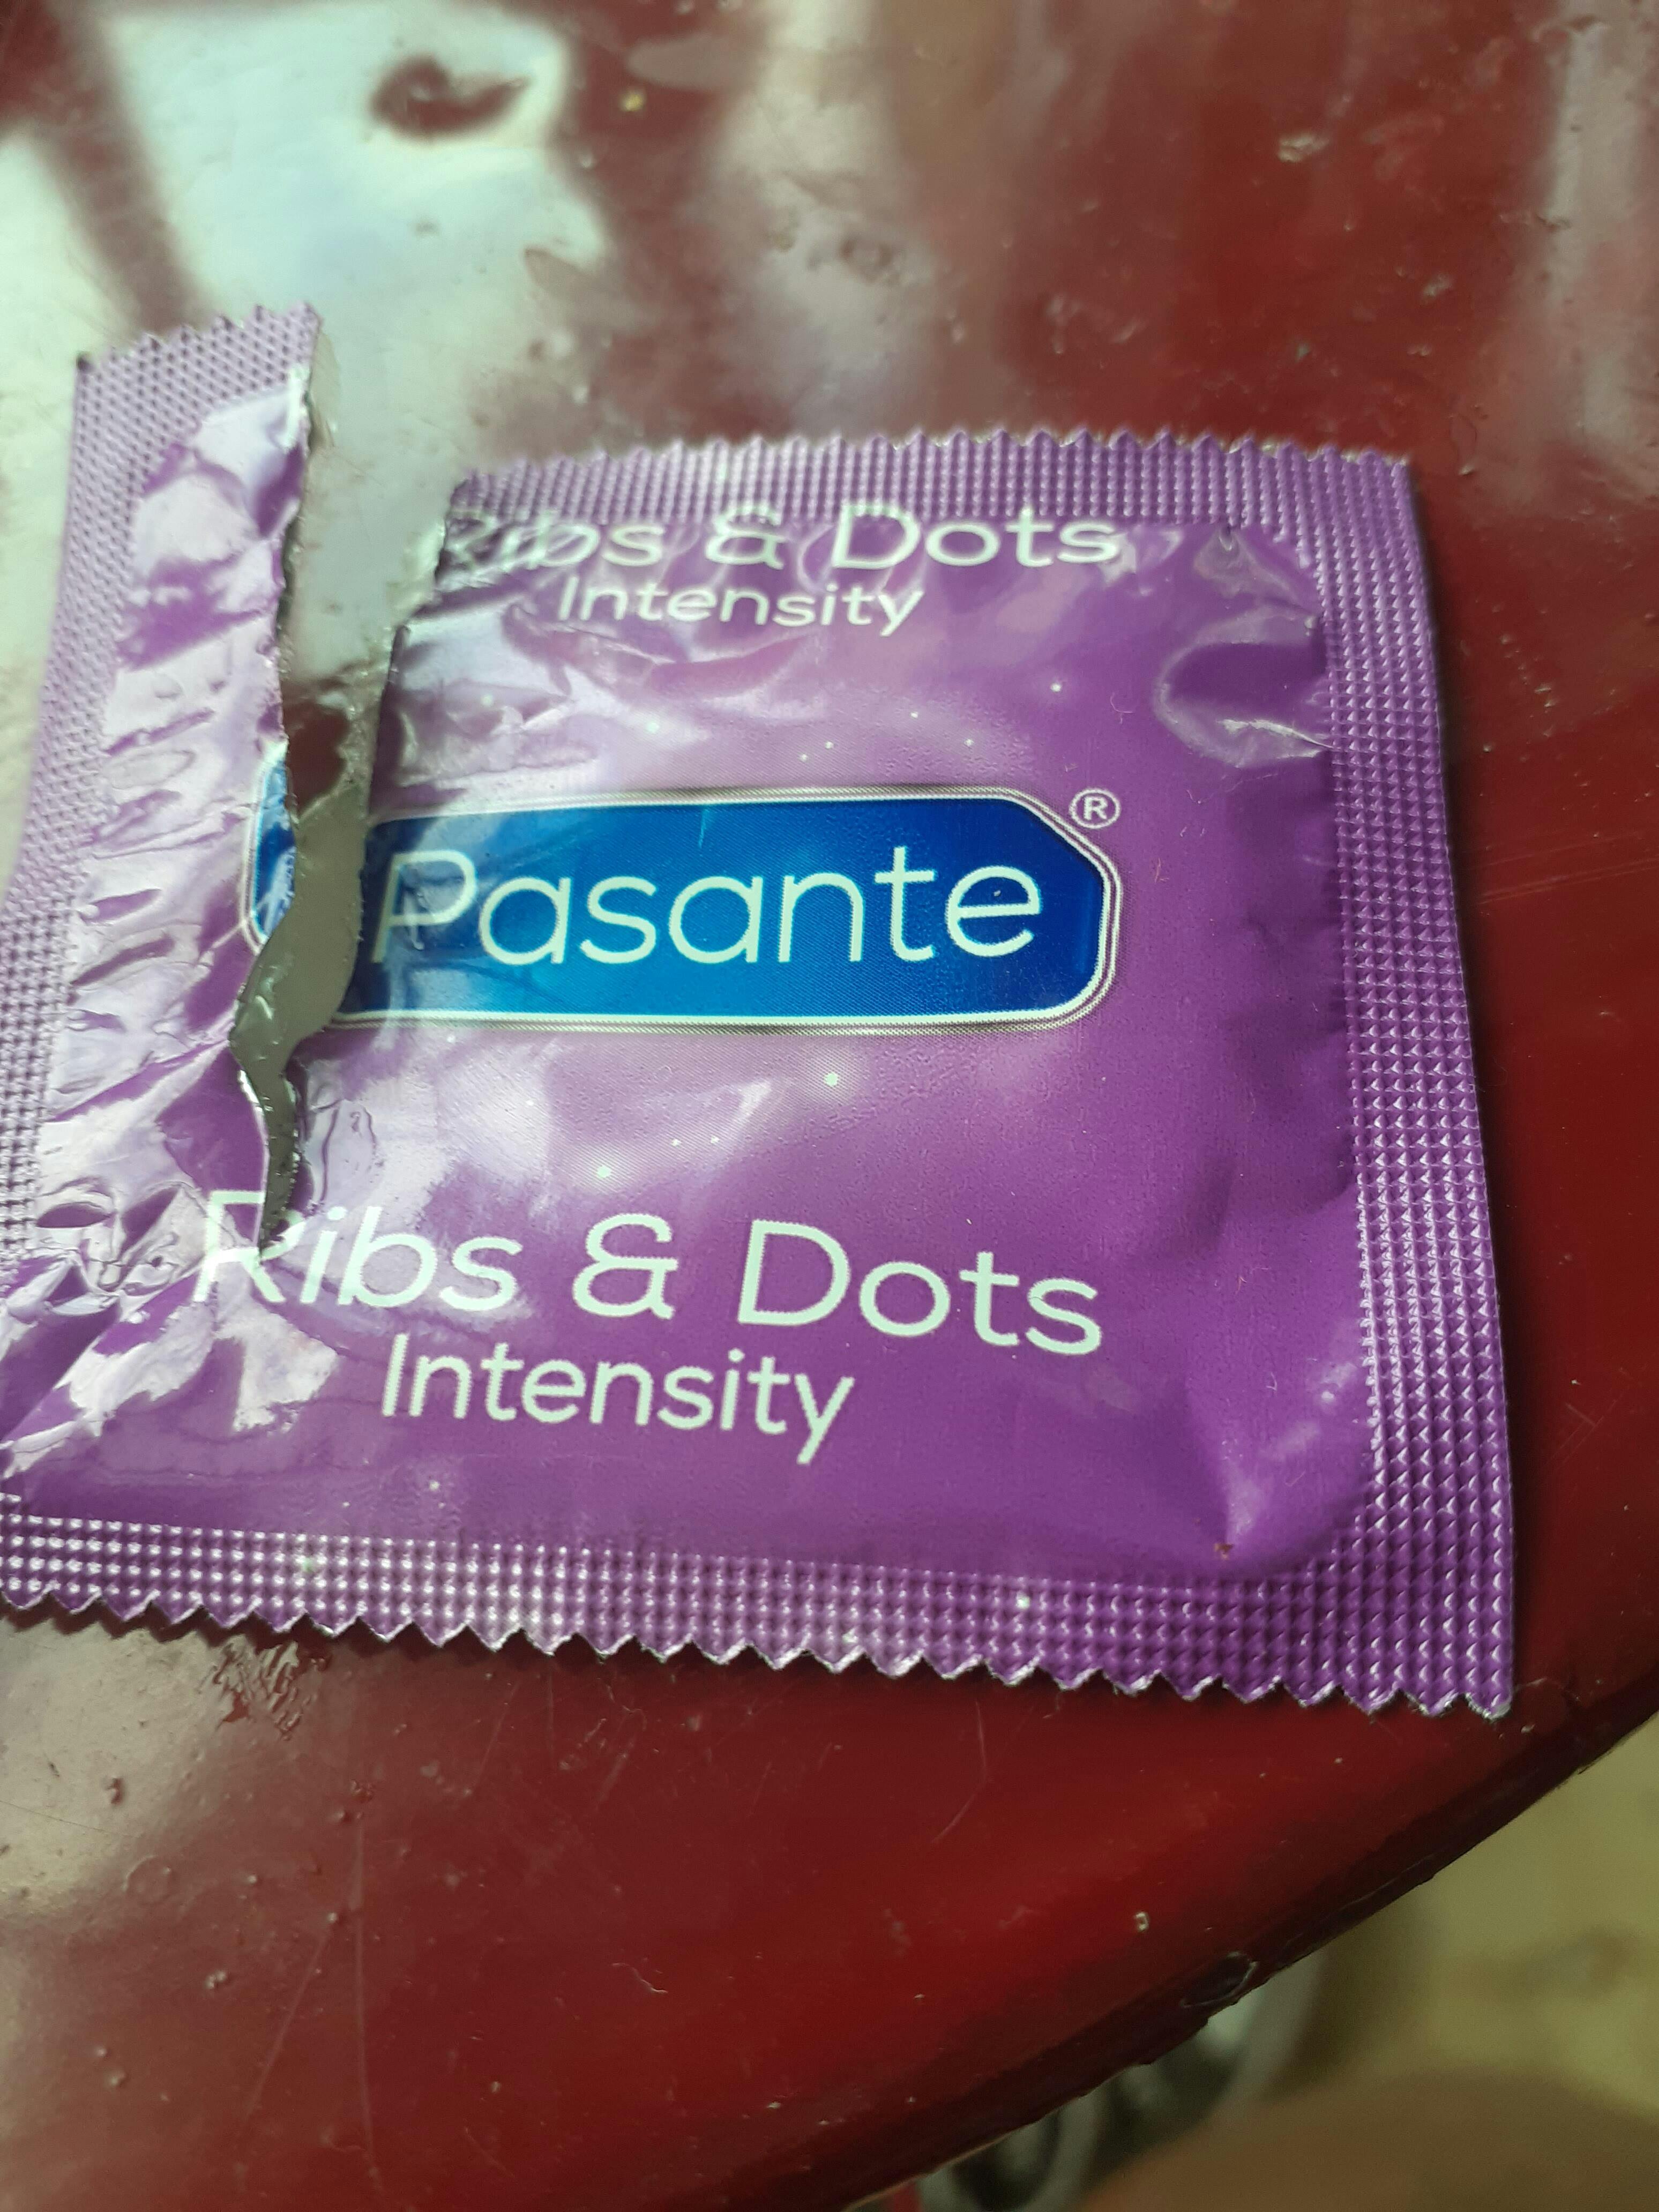 Ribs & Dots
Intensity
Pasante®
Ribs & Dots
Intensity